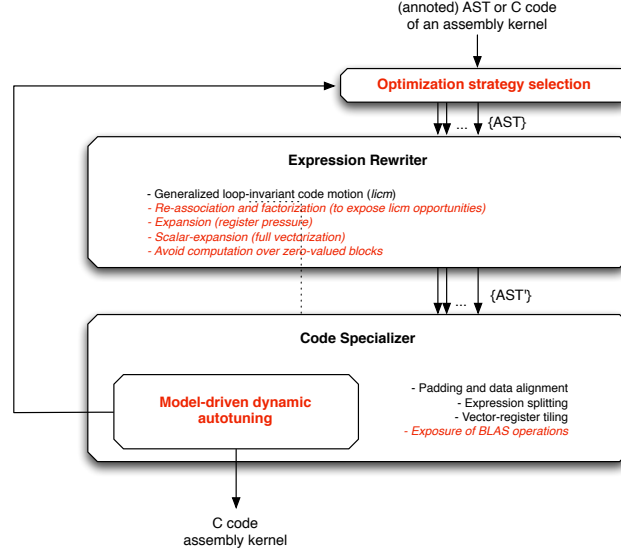 (annoted) AST or C code
of an assembly kernel
Optimization strategy selection
... {AST}
Expression Rewriter
- Generalized loop-invariant code motion (licm)
- Re-association and factorization (to expose licm opportunities)
- Expansion (register pressure)
- Scalar-expansion (full vectorization)
- Avoid computation over zero-valued blocks
... {AST'}
Code Specializer
Model-driven dynamic
autotuning
- Padding and data alignment
- Expression splitting
- Vector-register tiling
- Exposure of BLAS operations
C code
assembly kernel